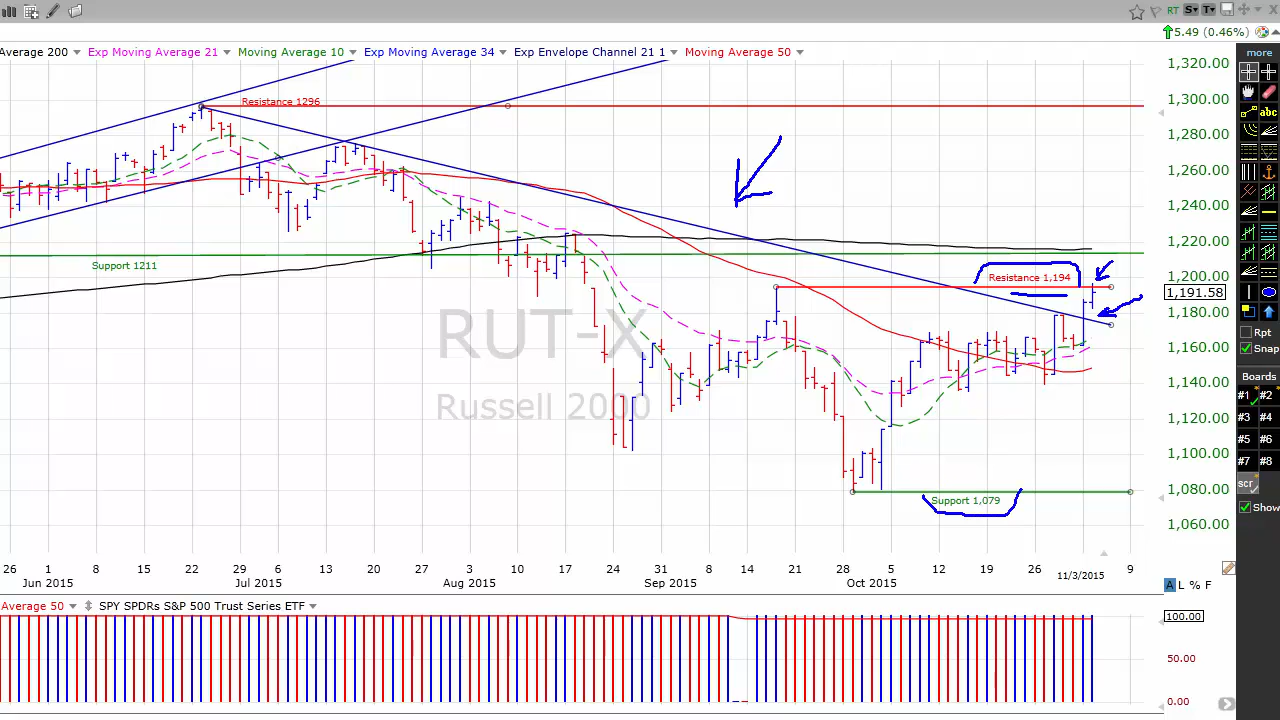 RT S T
5.49 (0.46%)
Average 200 Exp Moving Average 21 Moving Average 10 Exp Moving Average 34 Exp Envelope Channel 21 1 Moving Average 50 more
1,320.00
Resistance 1296 1,300.00
abc
1,280.00
1,260.00
1,240.00
1,220.00
Support 1211
Resistance 1,194 1,200.00
1,191.58
1,180.00
RUT-X
Rpt
1,160.00 Snap
1,140.00 Boards
Russell 2000 #1 #2
1,120.00 #3 #4
1,100.00 #5 #6
#7 #8
1,080.00 scr
Support 1,079 Show
1,060.00
26 1 8 15 22 29 6 13 20 27 3 10 17 24 31 8 14 21 28 5 12 19 26 11/3/2015 9
Jun 2015 Jul 2015 Aug 2015 Sep 2015 Oct 2015
A L % F
Average 50 SPY SPDRs S&P 500 Trust Series ETF
100.00
50.00
0.00